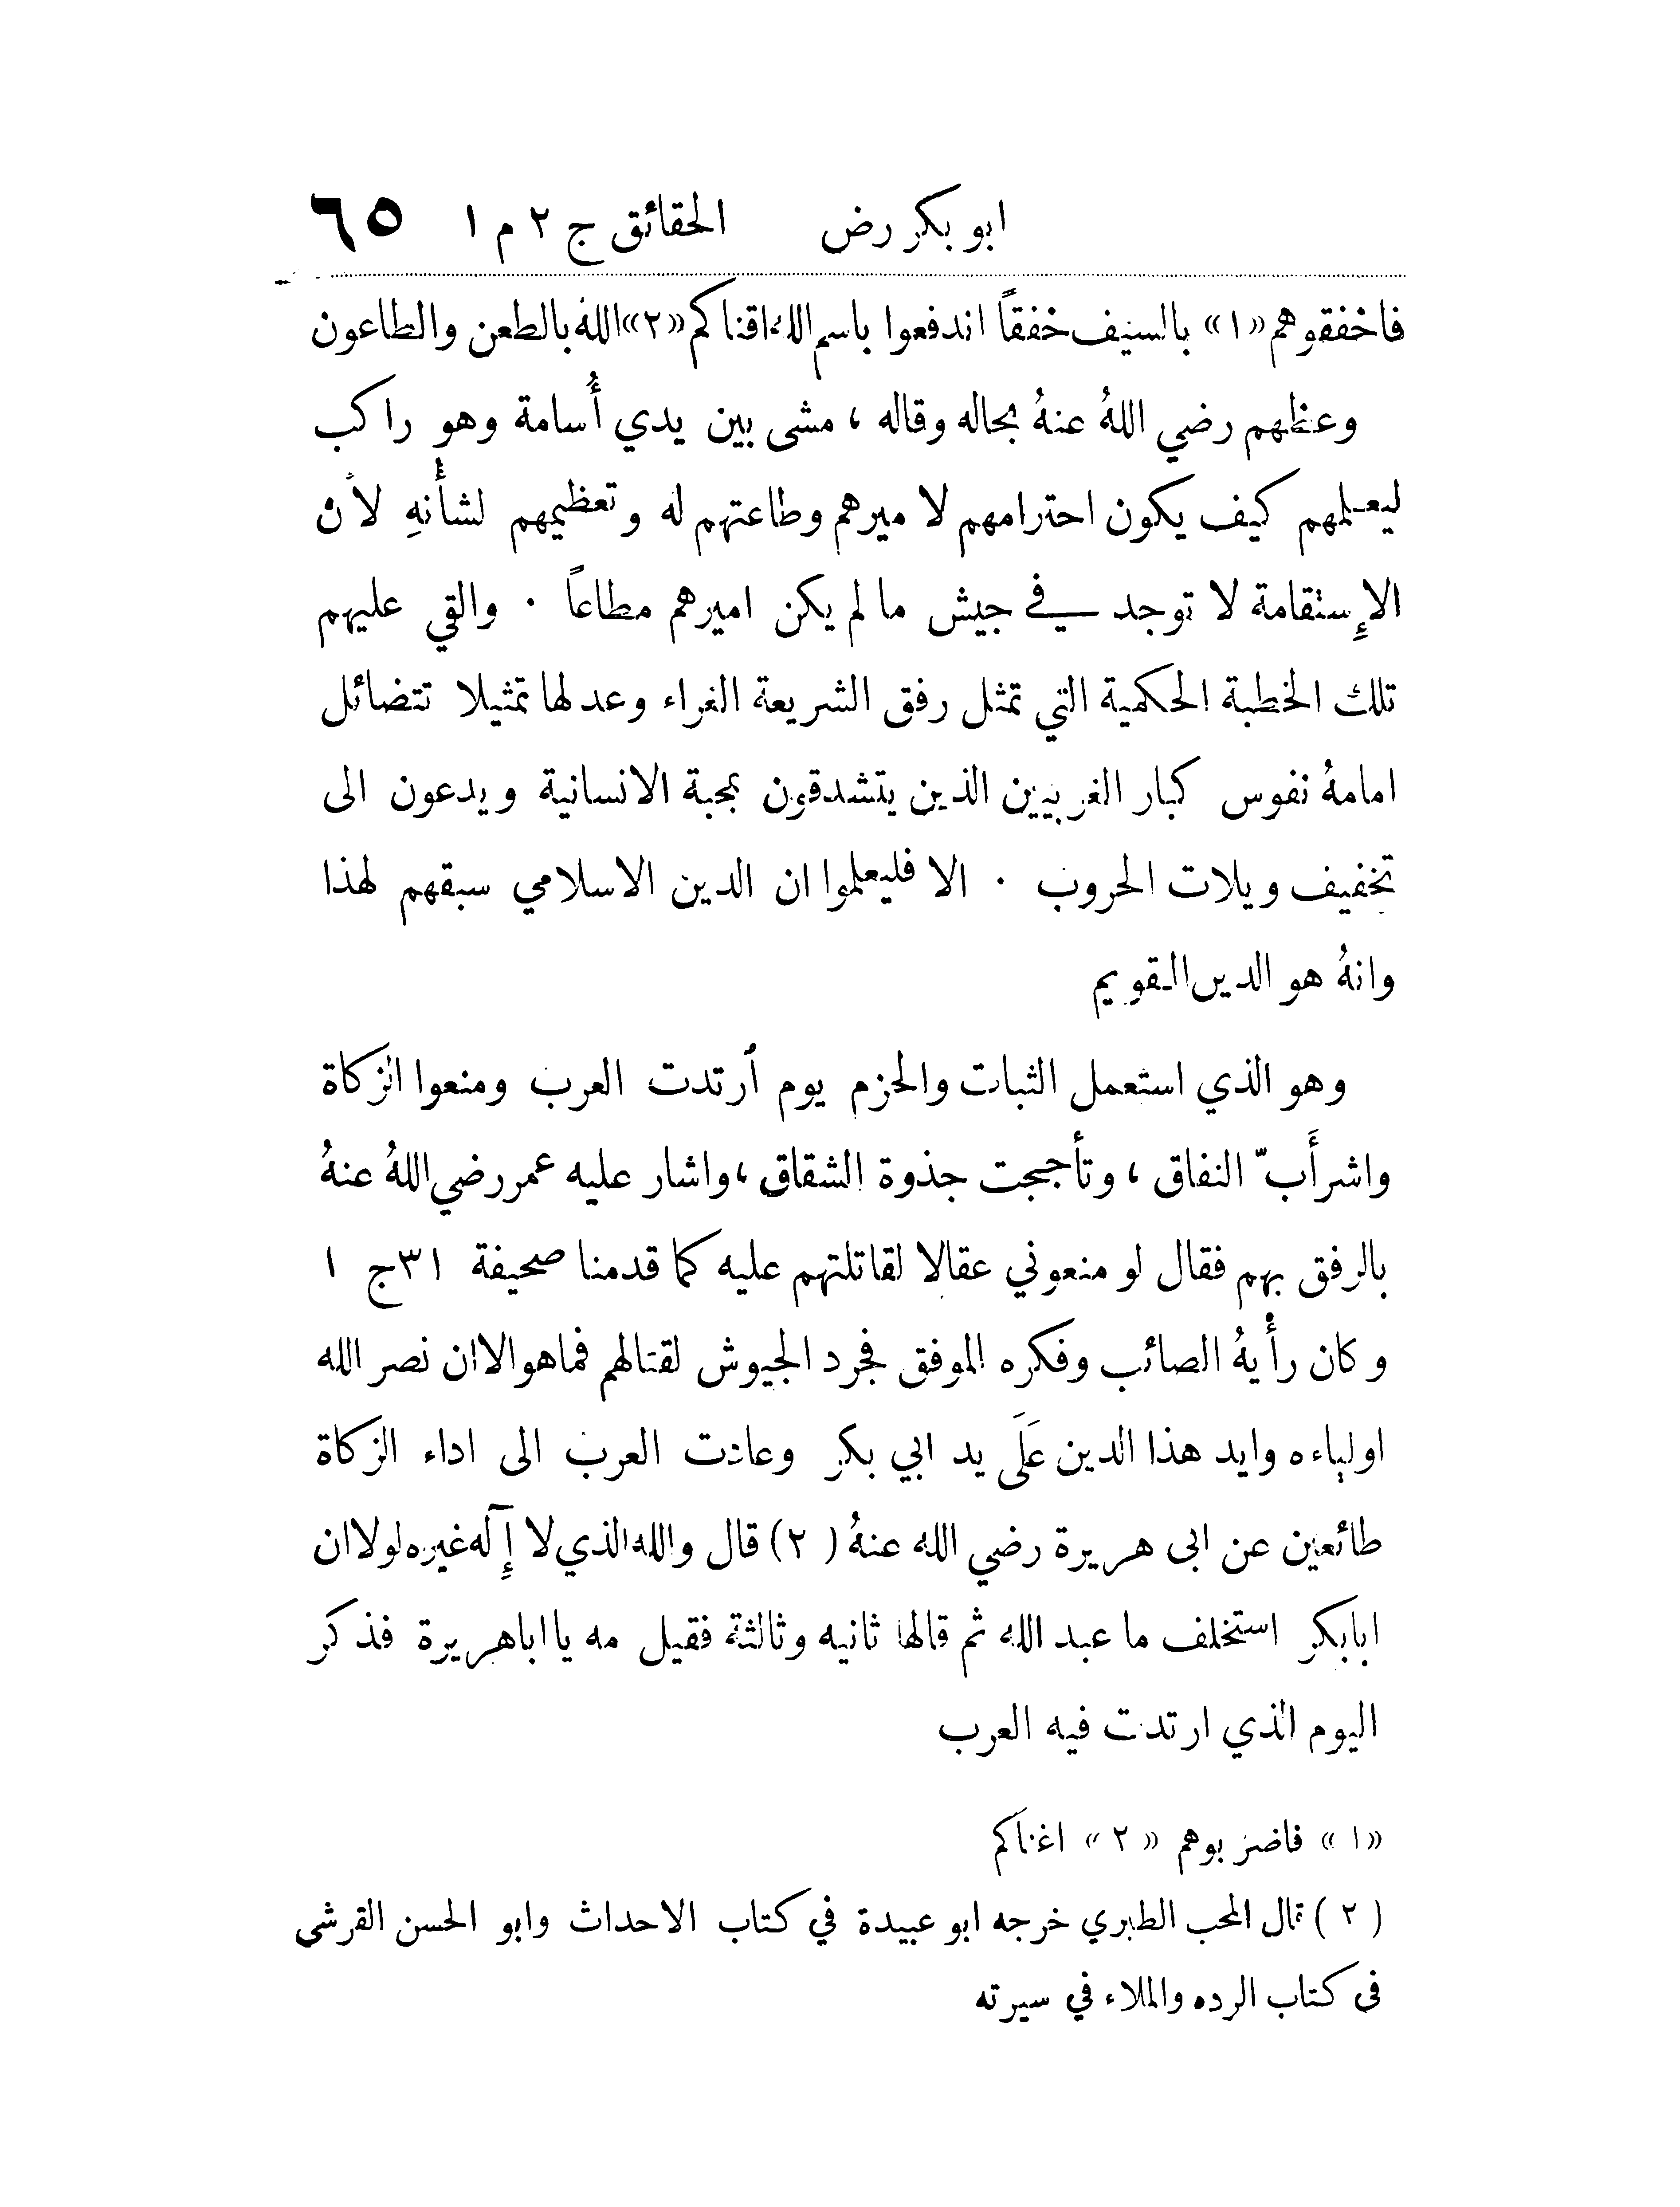 ابو بكر رض الحقائق ج ٢ م ١ ٦٥
فاخفقوهم «١» بالسيف خفقاً اندفعوا باسم الله اقناكم «٢» اللهُ بالطعن والطاعون
وعظهم رضي اللهُ عنهُ بحاله وقاله ، مشى بين يدي أُسامة وهو راكب
ليعلمهم كيف يكون احترامهم لاميرهم وطاعتهم له وتعظيمهم لشأْنهِ لأن
الإستقامة لا توجد في جيش ما لم يكن اميرهم مطاعاً . والقي عليهم
تلك الخطبة الحكمية التي تمثل رفق الشريعة الغراء وعدلها تمثيلا تتضائل
امامهُ نفوس كبار الغربيين الذين يتشدقون بمحبة الانسانية ويدعون الى
تخفيف ويلات الحروب . الا فليعلموا ان الدين الاسلامي سبقهم لهذا
وانهُ هو الدين القويم
وهو الذي استعمل الثبات والحزم يوم أرتدت العرب ومنعوا الزكاة
واشرأَبّ النفاق ، وتأججت جذوة الشقاق ، واشار عليه عمر رضي اللهُ عنهُ
بالرفق بهم فقال لو منعوني عقالا لقاتلتهم عليه كما قدمنا صحيفة ٣١ ج ١
وكان رأْيهُ الصائب وفكره الموفق فجرد الجيوش لقتالهم فما هو الا ان نصر الله
اولياءه وايد هذا الدين عَلَى يد ابي بكر وعادت العرب الى اداء الزكاة
طائعين عن ابى هريرة رضي الله عنهُ (٢) قال والله الذي لا إِلَه غيره لولا ان
ابابكر استخلف ما عبد الله ثم قالها ثانيه وثالثة فقيل مه يا اباهريرة فذكر
اليوم الذي ارتدت فيه العرب
«١» فاضربوهم «٢» اغناكم
(٢) قال المحب الطبري خرجه ابو عبيدة في كتاب الاحداث وابو الحسن القرشي
في كتاب الرده والملاء في سيرته